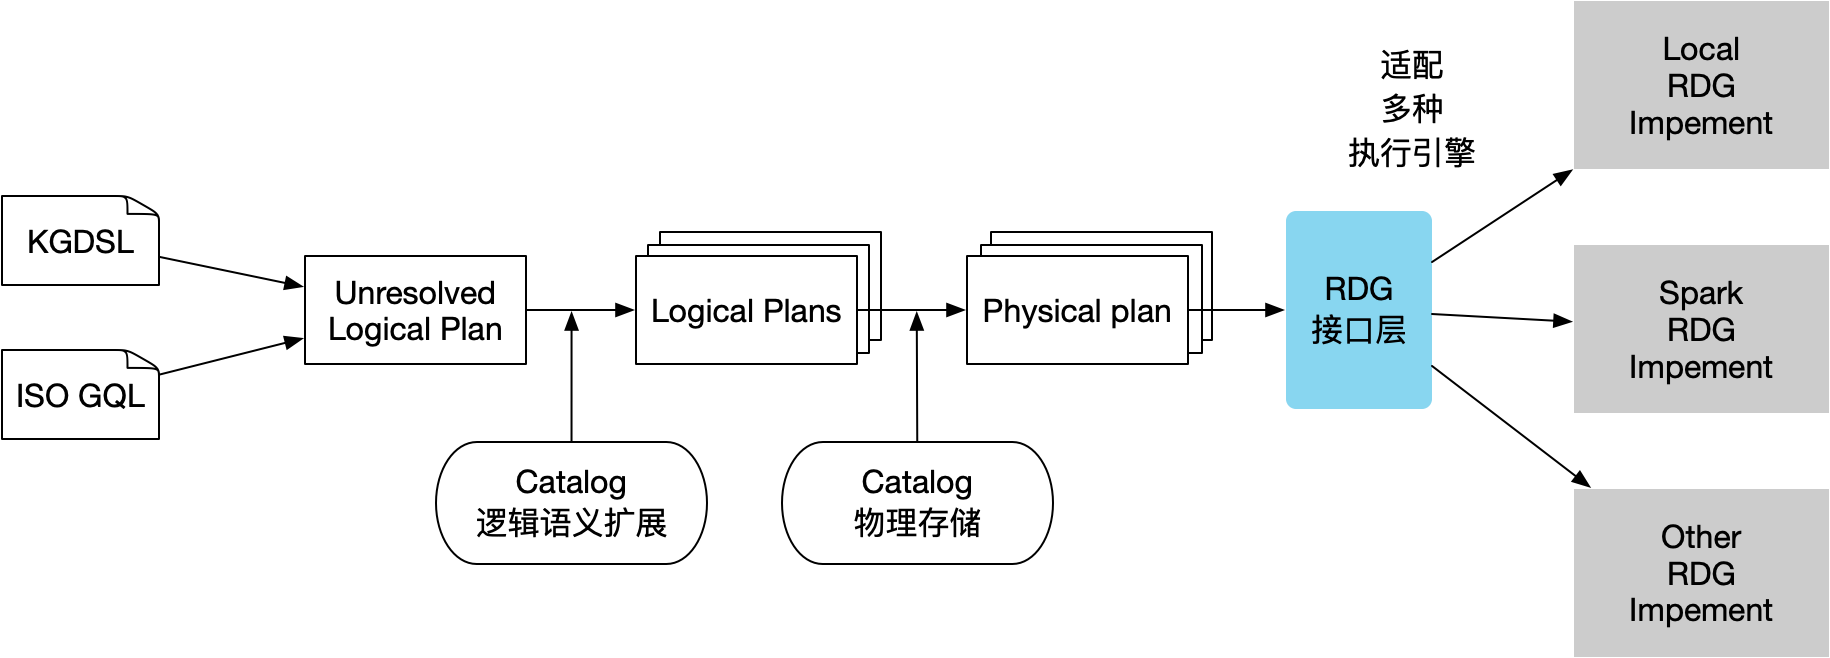 KGDSL
ISO GQL
Unresolved
Logical Plan
Catalog
逻辑语义扩展
Logical Plans
Catalog
物理存储
Physical plan
RDG
接口层
适配
多种
执行引擎
Local
RDG
Impement
Spark
RDG
Impement
Other
RDG
Impement